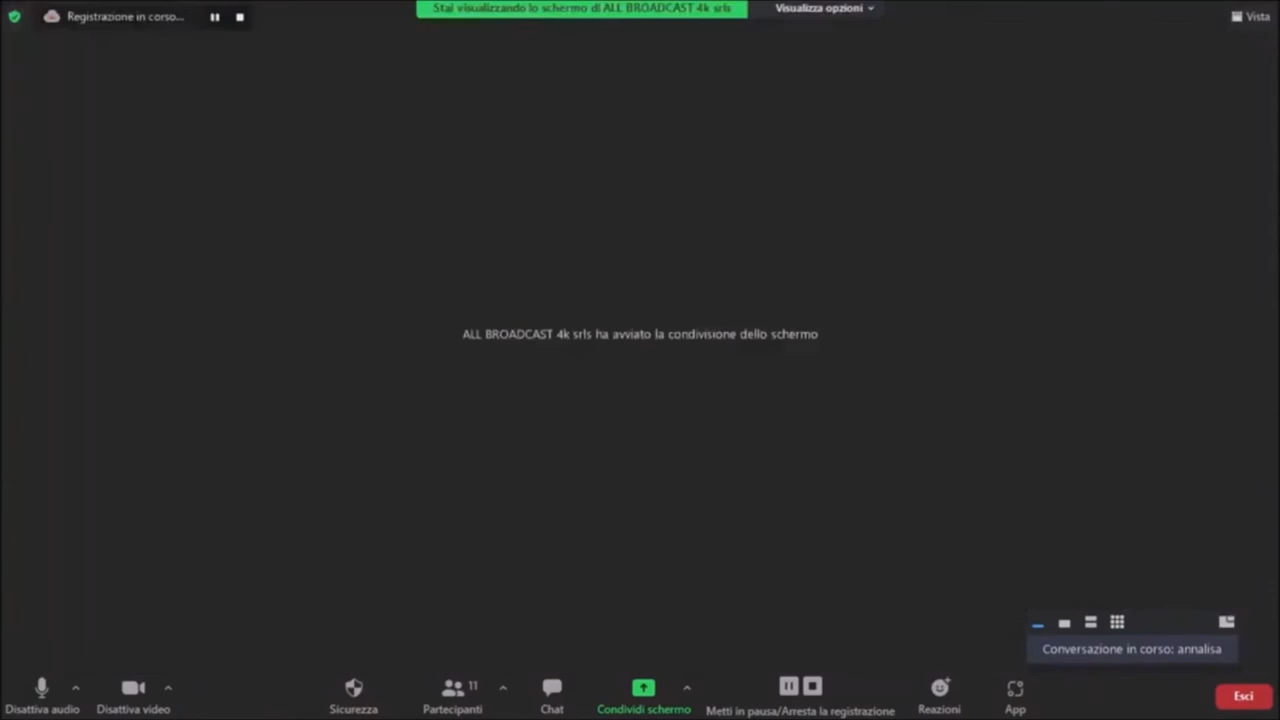 Registrazione in corso...
Stai visualizzando lo schermo di ALL BROADCAST 4k srls
Visualizza opzioni
Vista
ALL BROADCAST 4k srls ha avviato la condivisione dello schermo
Conversazione in corso: annalisa
Disattiva audio
Disattiva video
Sicurezza
Partecipanti
11
Chat
Condividi schermo
Metti in pausa/Arresta la registrazione
Reazioni
App
Esci